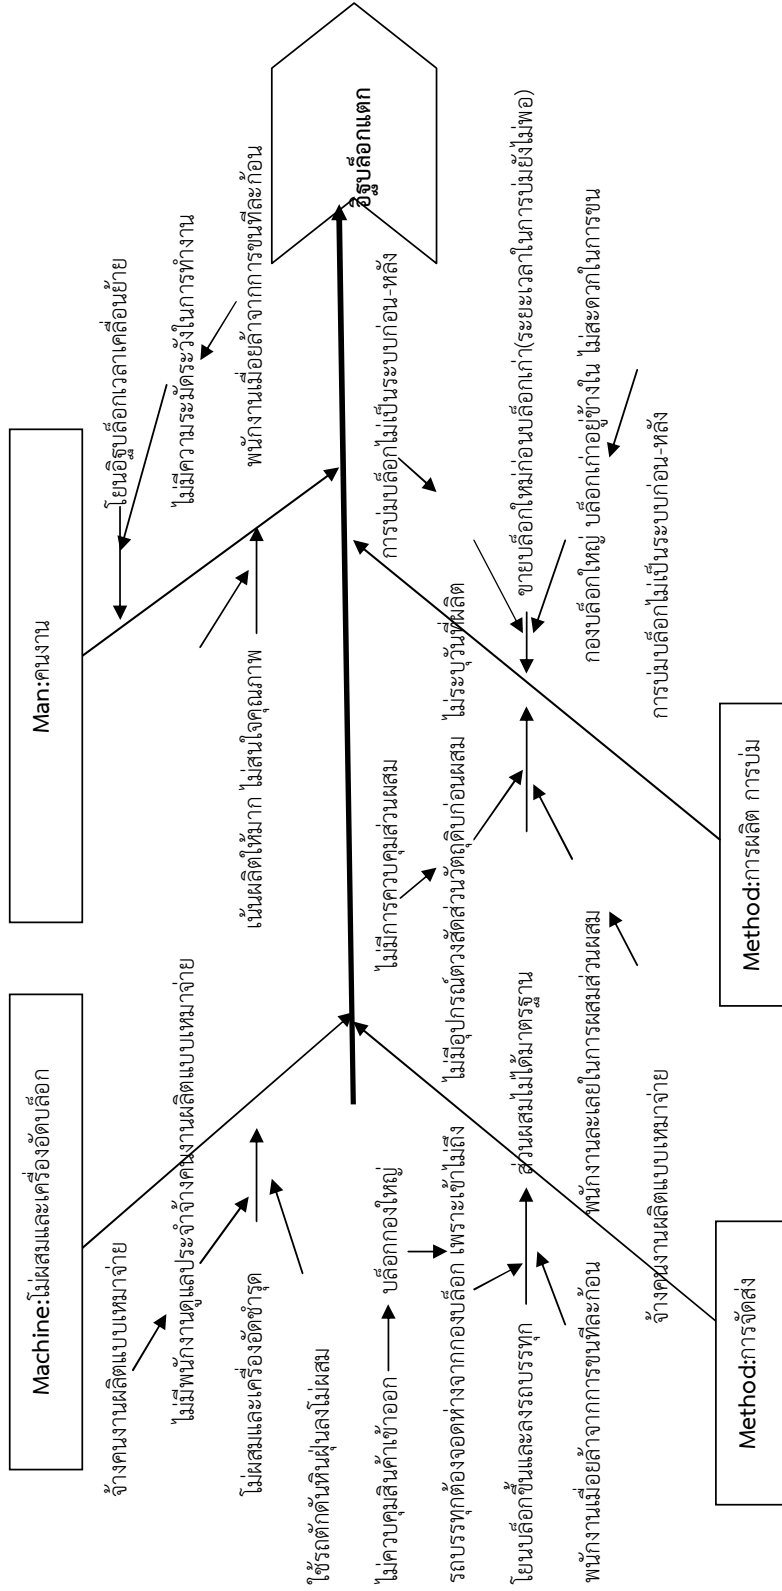 Machine:โม่ผสมและเครื่องอัดบล็อก
Man:คนงาน
จ้างคนงานผลิตแบบเหมาจ่าย
โยนอิฐบล็อกเวลาเคลื่อนย้าย
ไม่มีพนักงานดูแลประจำจ้างคนงานผลิตแบบเหมาจ่าย
ไม่มีความระมัดระวังในการทำงาน
โม่ผสมและเครื่องอัดชำรุด
เน้นผลิตให้มาก ไม่สนใจคุณภาพ
พนักงานเมื่อยล้าจากการขนทีละก้อน
ใช้รถตักดันหินฝุ่นลงโม่ผสม
อิฐบล็อกแตก
ไม่ควบคุมสินค้าเข้าออก
บล็อกกองใหญ่
ไม่มีการควบคุมส่วนผสม
การบ่มบล็อกไม่เป็นระบบก่อน-หลัง
รถบรรทุกต้องจอดห่างจากกองบล็อก เพราะเข้าไม่ถึง
ไม่มีอุปกรณ์ตวงสัดส่วนวัตถุดิบก่อนผสม
ไม่ระบุวันที่ผลิต
โยนบล็อกขึ้นและลงรถบรรทุก
ส่วนผสมไม่ได้มาตรฐาน
ขายบล็อกใหม่ก่อนบล็อกเก่า(ระยะเวลาในการบ่มยังไม่พอ)
พนักงานเมื่อยล้าจากการขนทีละก้อน
พนักงานละเลยในการผสมส่วนผสม
กองบล็อกใหญ่ บล็อกเก่าอยู่ข้างใน ไม่สะดวกในการขน
จ้างคนงานผลิตแบบเหมาจ่าย
การบ่มบล็อกไม่เป็นระบบก่อน-หลัง
Method:การจัดส่ง
Method:การผลิต การบ่ม